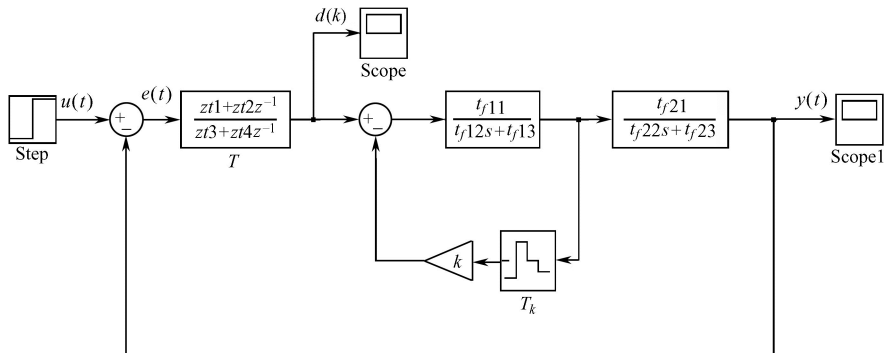 d(k)
Scope
u(t)
e(t)
y(t)
+
−
zt1+zt2z⁻¹
zt3+zt4z⁻¹
+
−
t_f11
t_f12s+t_f13
t_f21
t_f22s+t_f23
Step
T
Scope1
k
T_k